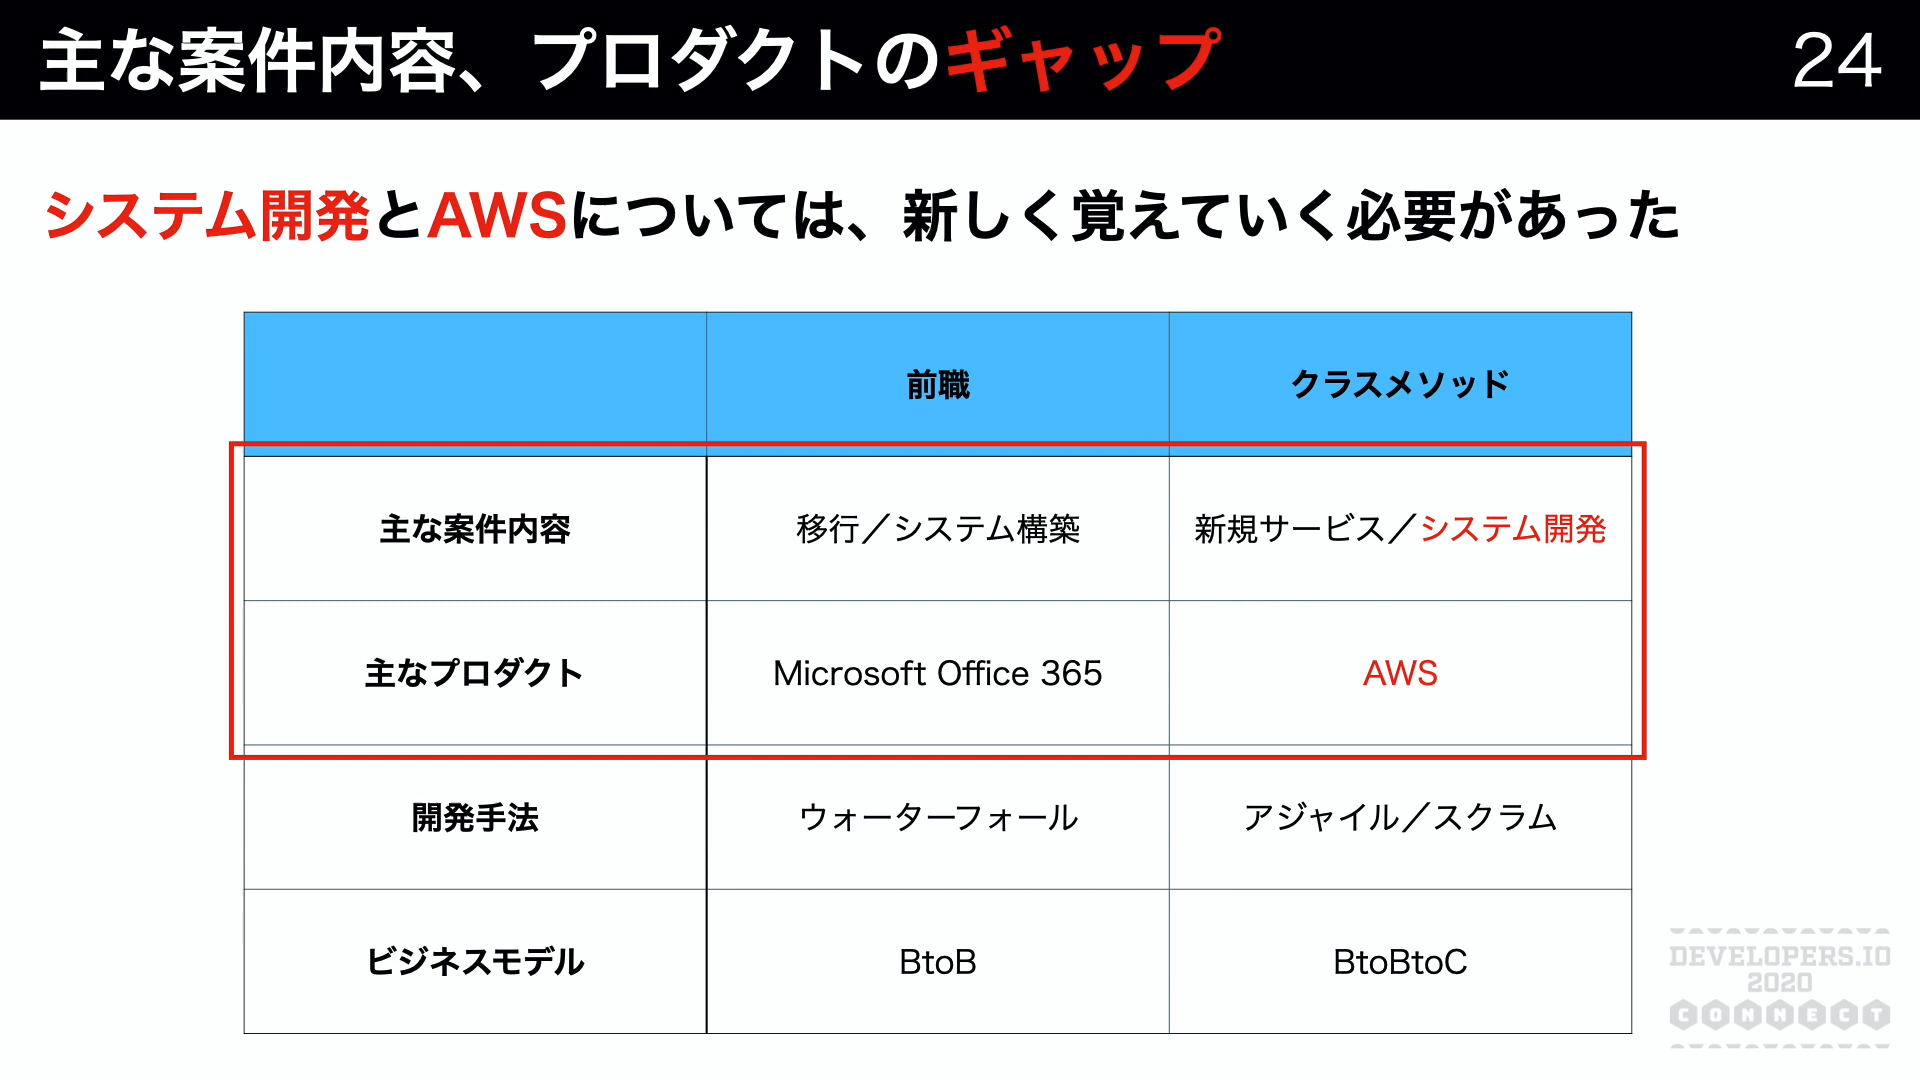 主な案件内容、プロダクトのギャップ
24
システム開発とAWSについては、新しく覚えていく必要があった
前職
クラスメソッド
主な案件内容
移行／システム構築
新規サービス／システム開発
主なプロダクト
Microsoft Office 365
AWS
開発手法
ウォーターフォール
アジャイル／スクラム
ビジネスモデル
BtoB
BtoBtoC
DEVELOPERS.IO
2020
CONNECT